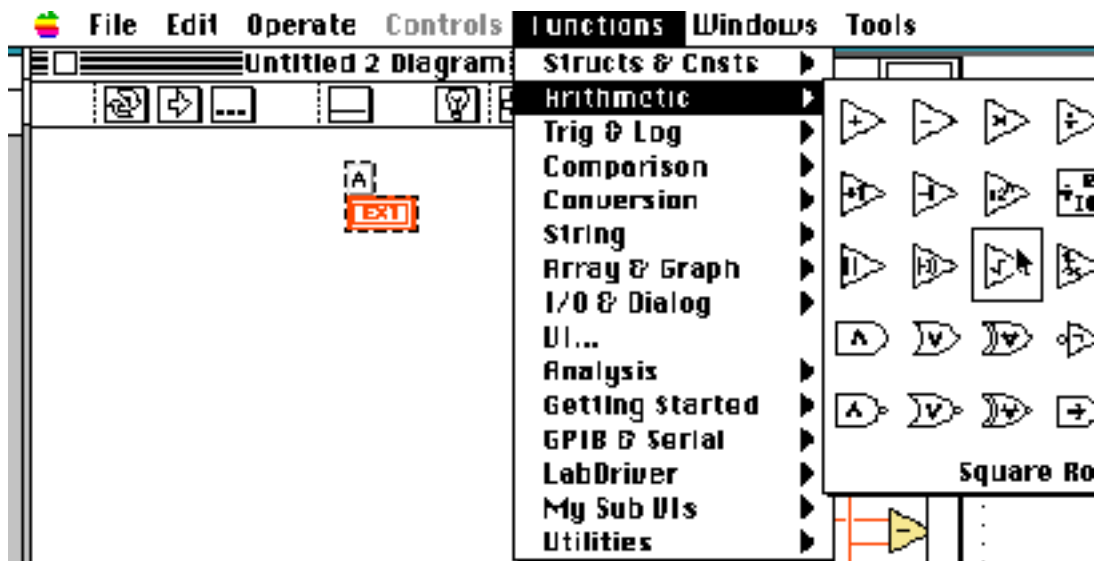 File Edit Operate Controls Functions Windows Tools
Untitled 2 Diagram
Structs & Cnsts
Arithmetic
Trig & Log
Comparison
Conversion
String
Array & Graph
I/O & Dialog
VI...
Analysis
Getting Started
GPIB & Serial
LabDriver
My Sub VIs
Utilities
A
EXT
Square Ro